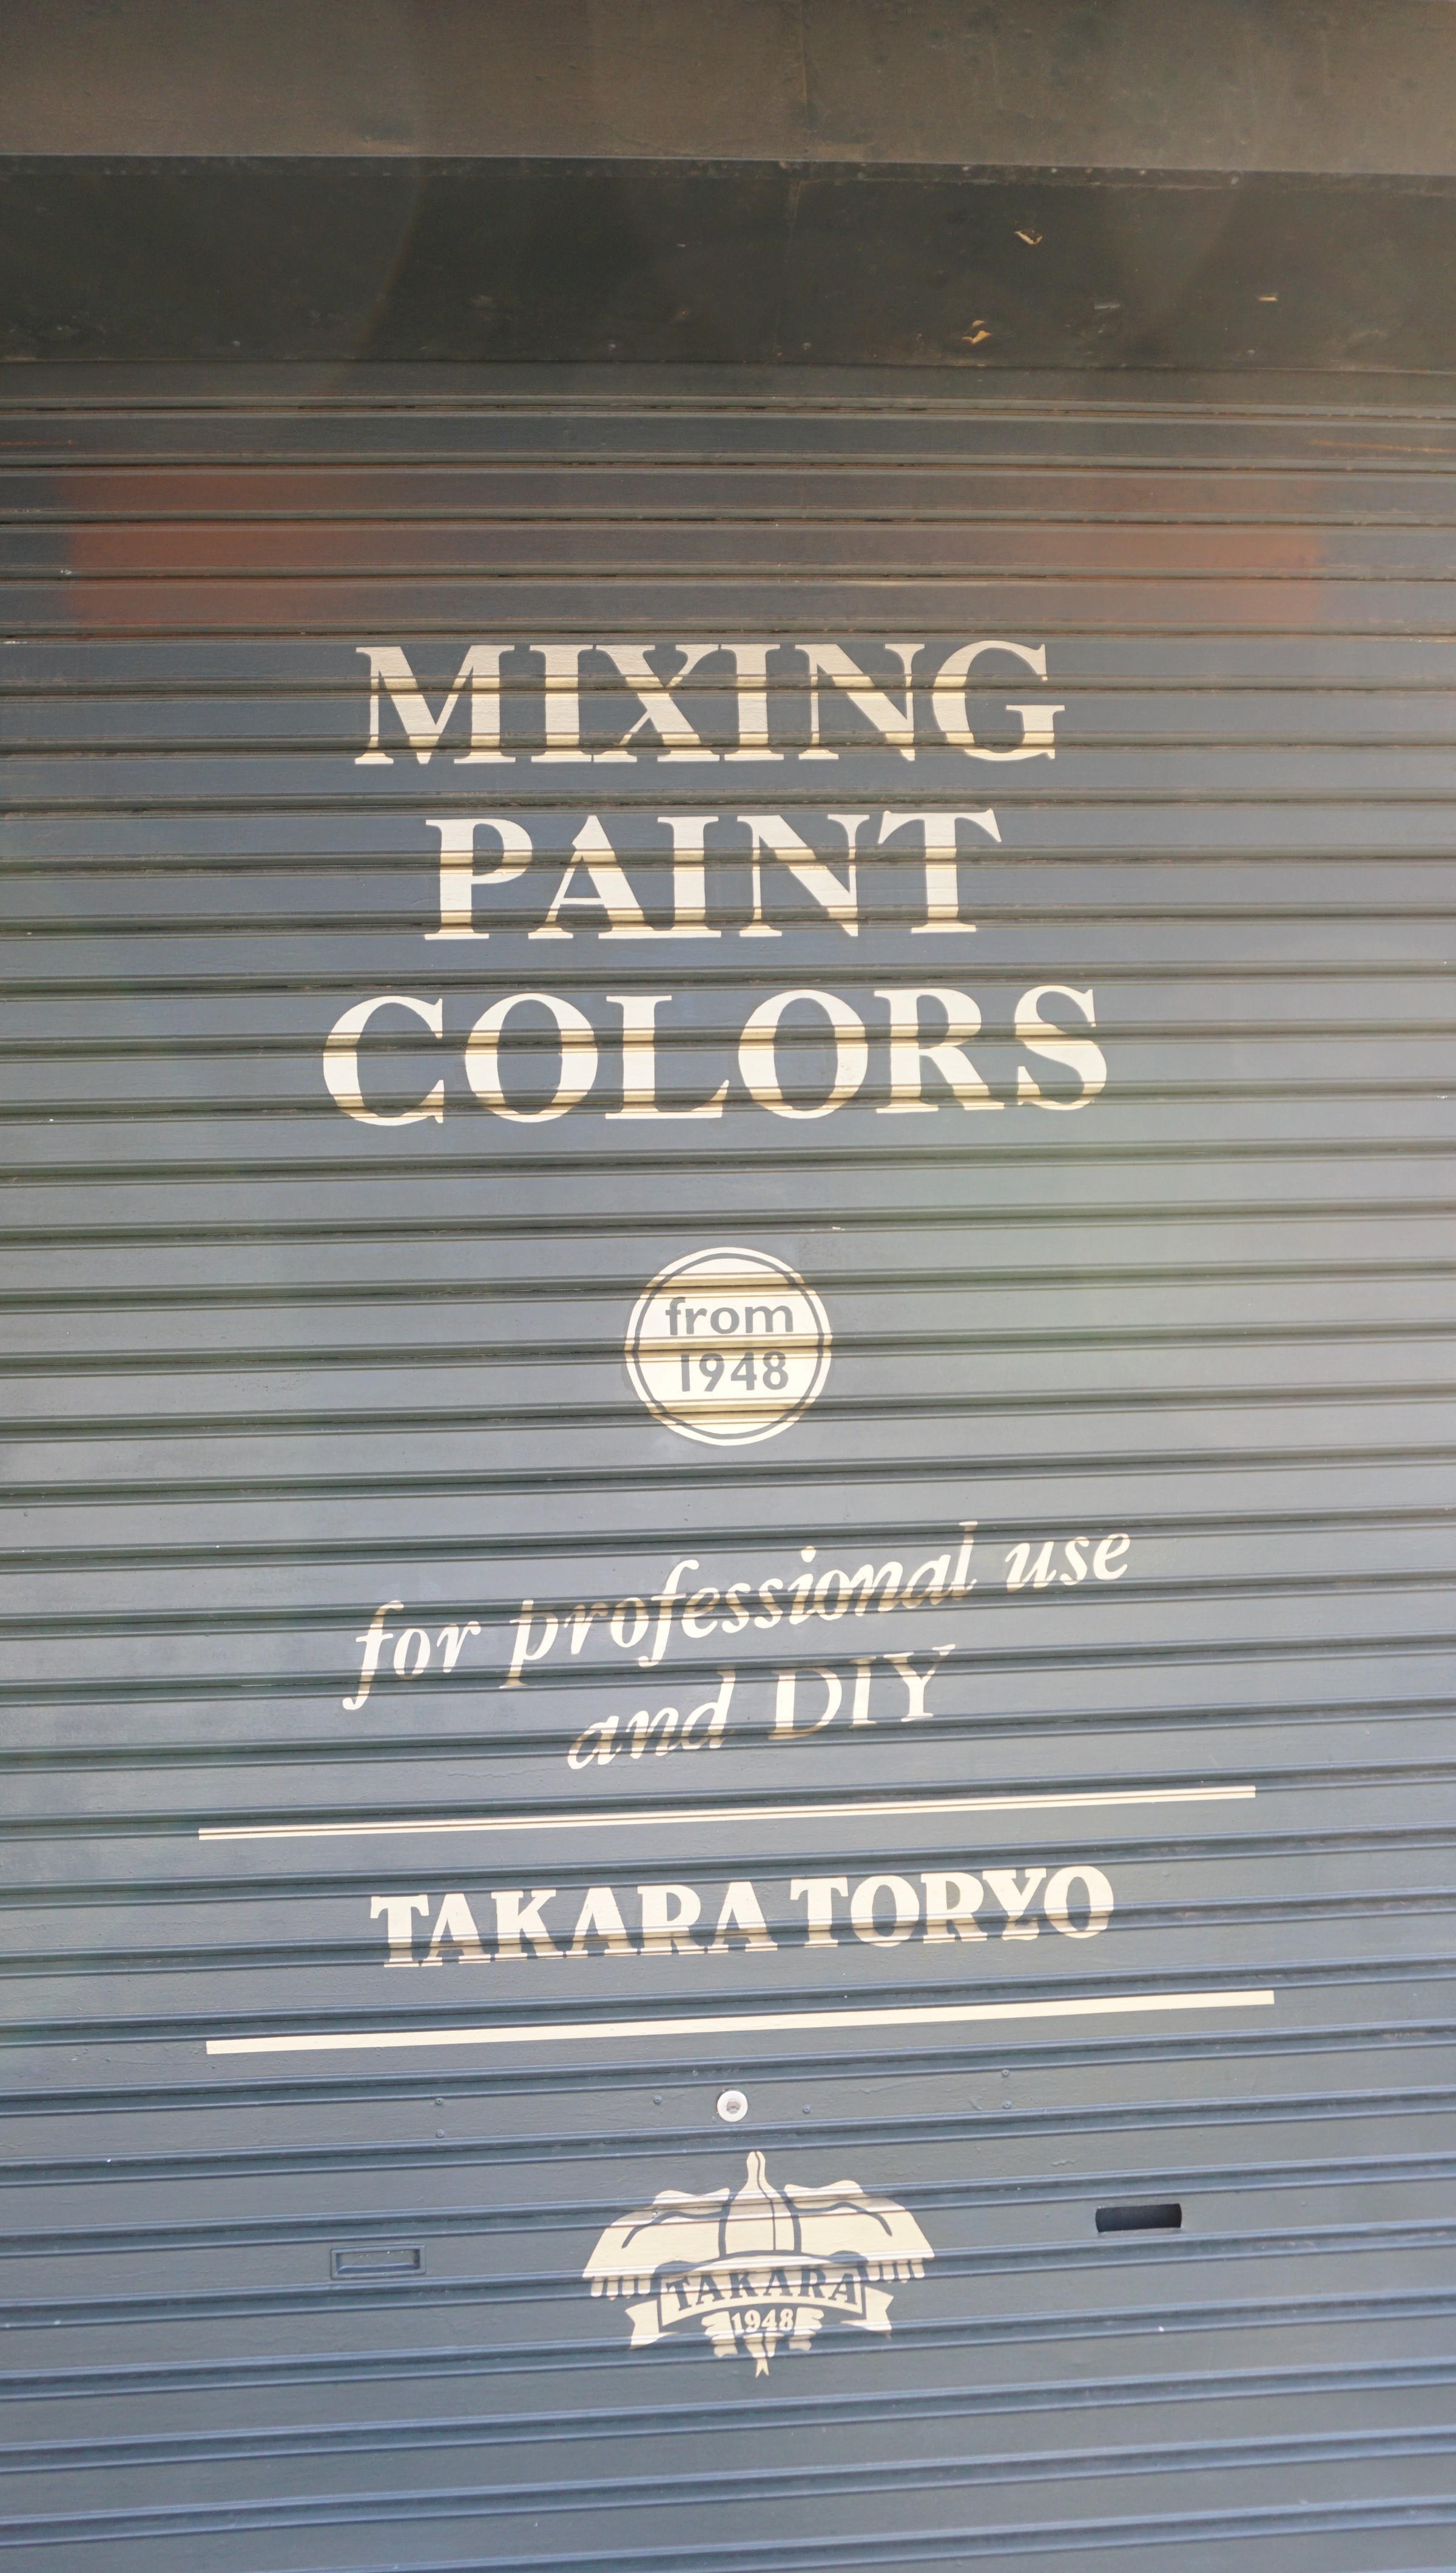 MIXING
PAINT
COLORS
from
1948
for professional use
and DIY
TAKARA TORYO
TAKARA
1948